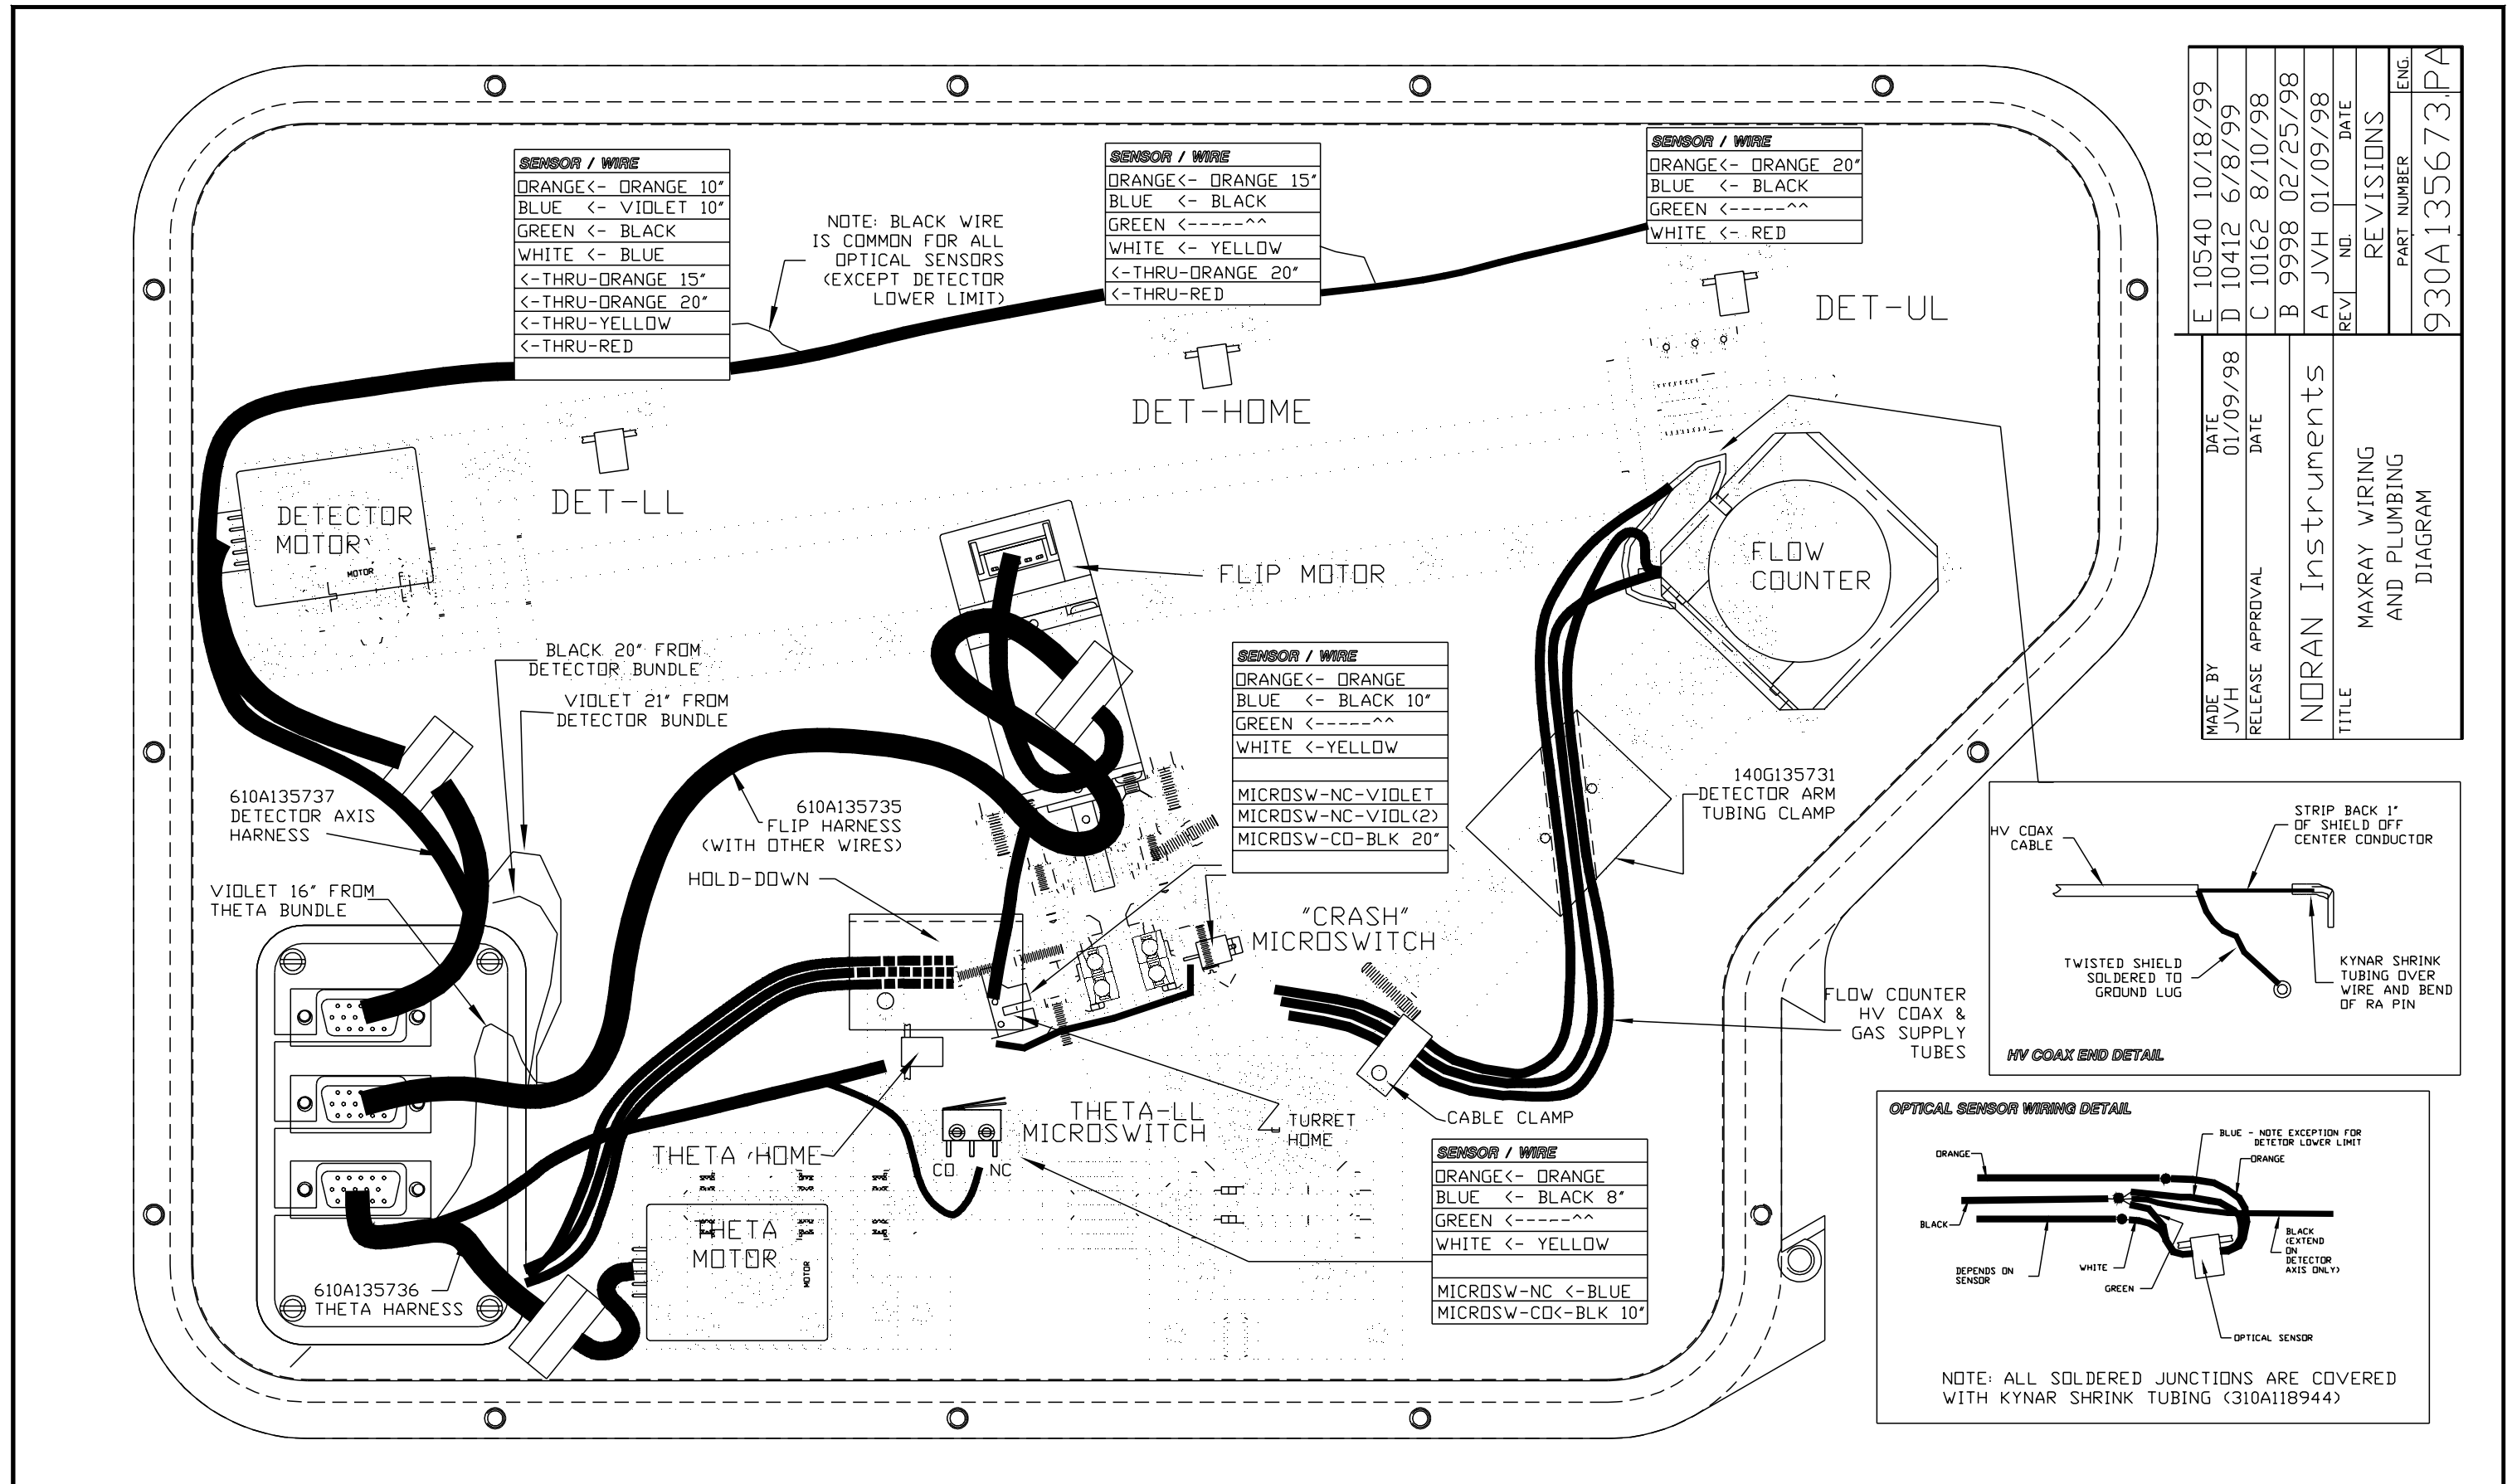 SENSOR / WIRE
ORANGE<- ORANGE 10"
BLUE <- VIOLET 10"
GREEN <- BLACK
WHITE <- BLUE
<-THRU-ORANGE 15"
<-THRU-ORANGE 20"
<-THRU-YELLOW
<-THRU-RED
NOTE: BLACK WIRE
IS COMMON FOR ALL
OPTICAL SENSORS
(EXCEPT DETECTOR
LOWER LIMIT)
SENSOR / WIRE
ORANGE<- ORANGE 15"
BLUE <- BLACK
GREEN <-----^^
WHITE <- YELLOW
<-THRU-ORANGE 20"
<-THRU-RED
SENSOR / WIRE
ORANGE<- ORANGE 20"
BLUE <- BLACK
GREEN <-----^^
WHITE <- RED
DET-UL
DET-HOME
DET-LL
DETECTOR
MOTOR
MOTOR
FLIP MOTOR
FLOW
COUNTER
BLACK 20" FROM
DETECTOR BUNDLE
VIOLET 21" FROM
DETECTOR BUNDLE
610A135737
DETECTOR AXIS
HARNESS
610A135735
FLIP HARNESS
(WITH OTHER WIRES)
HOLD-DOWN
VIOLET 16" FROM
THETA BUNDLE
SENSOR / WIRE
ORANGE<- ORANGE
BLUE <- BLACK 10"
GREEN <-----^^
WHITE <-YELLOW
MICROSW-NC-VIOLET
MICROSW-NC-VIOL(2)
MICROSW-CO-BLK 20"
140G135731
DETECTOR ARM
TUBING CLAMP
"CRASH"
MICROSWITCH
FLOW COUNTER
HV COAX &
GAS SUPPLY
TUBES
CABLE CLAMP
THETA-LL
MICROSWITCH
TURRET
HOME
THETA HOME
CO NC
THETA
MOTOR
MOTOR
610A135736
THETA HARNESS
SENSOR / WIRE
ORANGE<- ORANGE
BLUE <- BLACK 8"
GREEN <-----^^
WHITE <- YELLOW
MICROSW-NC <-BLUE
MICROSW-CO<-BLK 10"
HV COAX
CABLE
STRIP BACK 1"
OF SHIELD OFF
CENTER CONDUCTOR
TWISTED SHIELD
SOLDERED TO
GROUND LUG
KYNAR SHRINK
TUBING OVER
WIRE AND BEND
OF RA PIN
HV COAX END DETAIL
OPTICAL SENSOR WIRING DETAIL
BLUE - NOTE EXCEPTION FOR
DETETOR LOWER LIMIT
ORANGE
ORANGE
BLACK
BLACK
(EXTEND
ON
DETECTOR
AXIS ONLY)
DEPENDS ON
SENSOR
WHITE
GREEN
OPTICAL SENSOR
NOTE: ALL SOLDERED JUNCTIONS ARE COVERED
WITH KYNAR SHRINK TUBING (310A118944)
E 10540 10/18/99
D 10412 6/8/99
C 10162 8/10/98
B 9998 02/25/98
A JVH 01/09/98
REV NO. DATE
REVISIONS
PART NUMBER ENG.
930A135673.PA
MADE BY DATE
JVH 01/09/98
RELEASE APPROVAL DATE
NORAN Instruments
TITLE
MAXRAY WIRING
AND PLUMBING
DIAGRAM